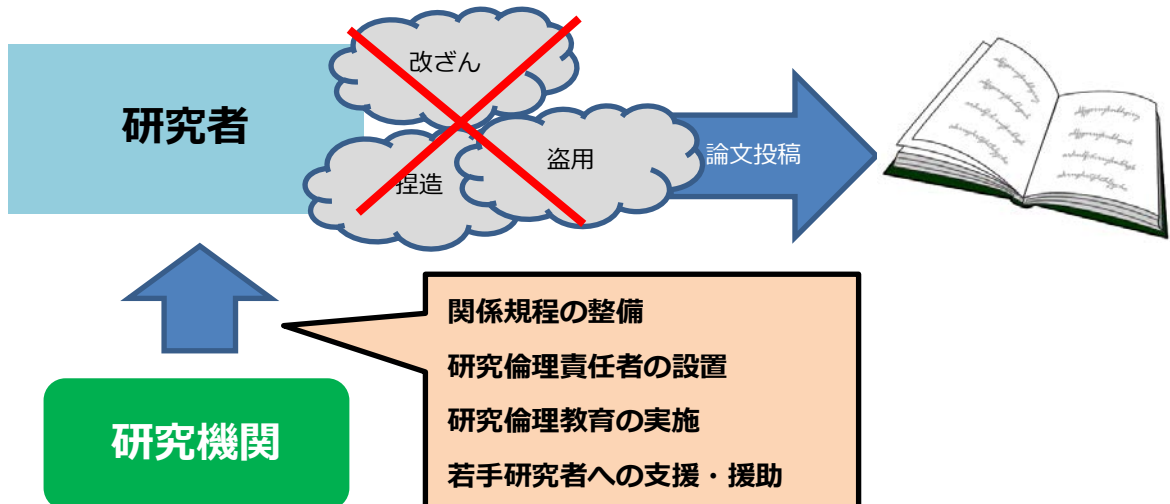 改ざん
研究者
盗用
論文投稿
捏造
関係規程の整備
研究倫理責任者の設置
研究倫理教育の実施
若手研究者への支援・援助
研究機関